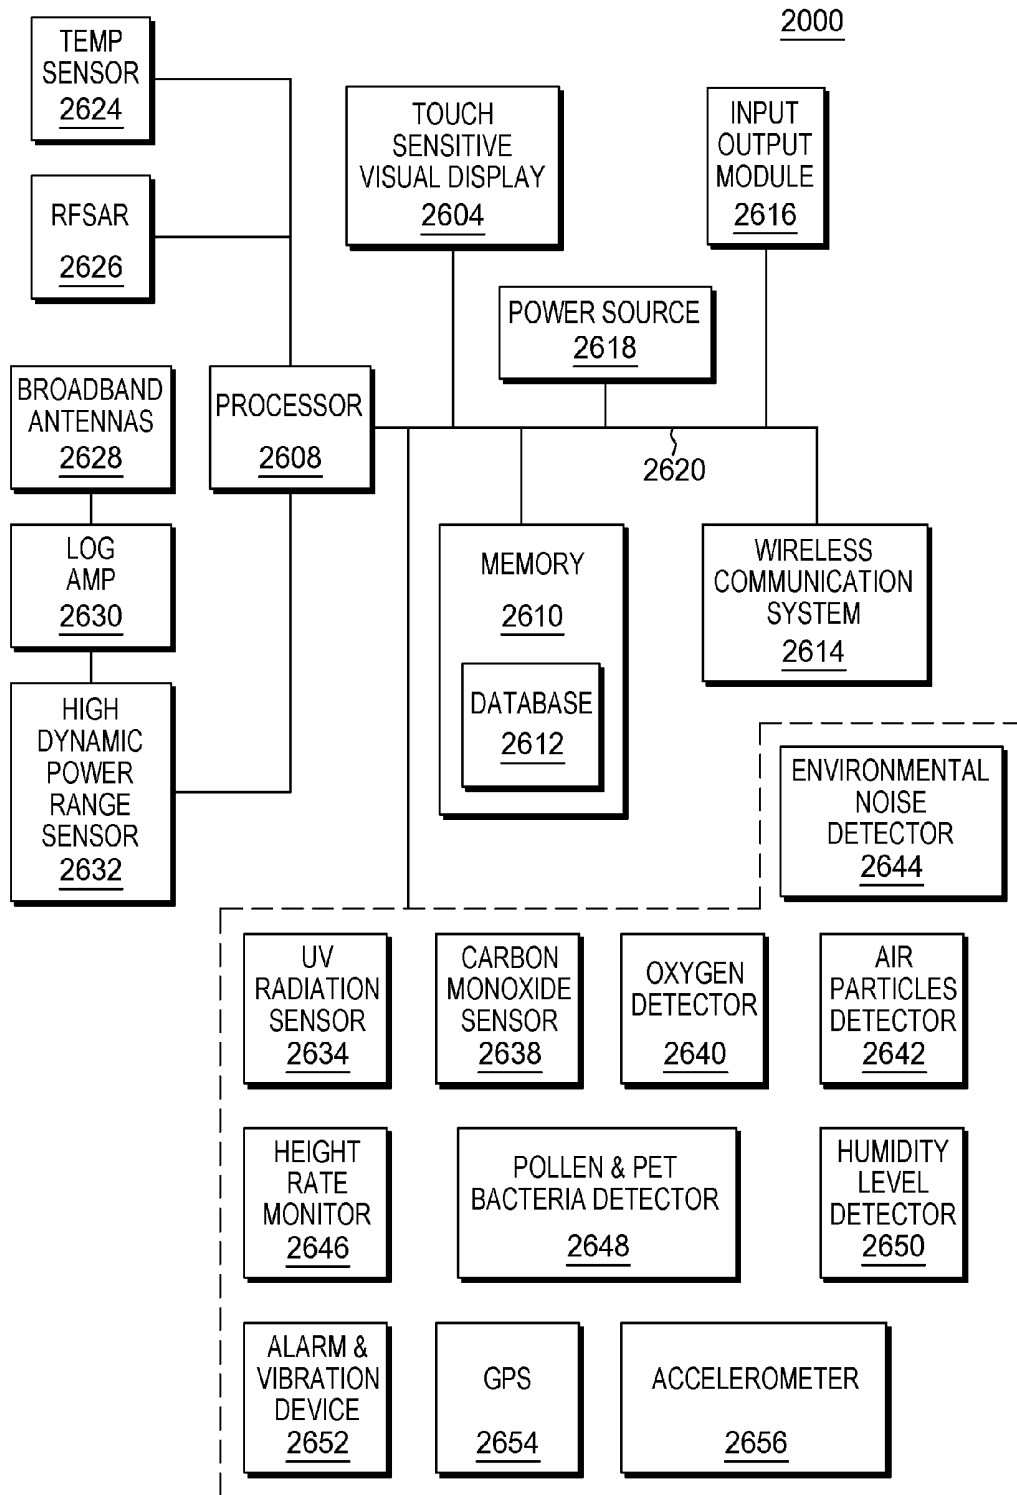 2000
TEMP
SENSOR
2624
TOUCH
SENSITIVE
VISUAL DISPLAY
2604
INPUT
OUTPUT
MODULE
2616
RFSAR
2626
POWER SOURCE
2618
BROADBAND
ANTENNAS
2628
PROCESSOR
2608
2620
LOG
AMP
2630
MEMORY
2610
WIRELESS
COMMUNICATION
SYSTEM
2614
DATABASE
2612
HIGH
DYNAMIC
POWER
RANGE
SENSOR
2632
ENVIRONMENTAL
NOISE
DETECTOR
2644
UV
RADIATION
SENSOR
2634
CARBON
MONOXIDE
SENSOR
2638
OXYGEN
DETECTOR
2640
AIR
PARTICLES
DETECTOR
2642
HEIGHT
RATE
MONITOR
2646
POLLEN & PET
BACTERIA DETECTOR
2648
HUMIDITY
LEVEL
DETECTOR
2650
ALARM &
VIBRATION
DEVICE
2652
GPS
2654
ACCELEROMETER
2656